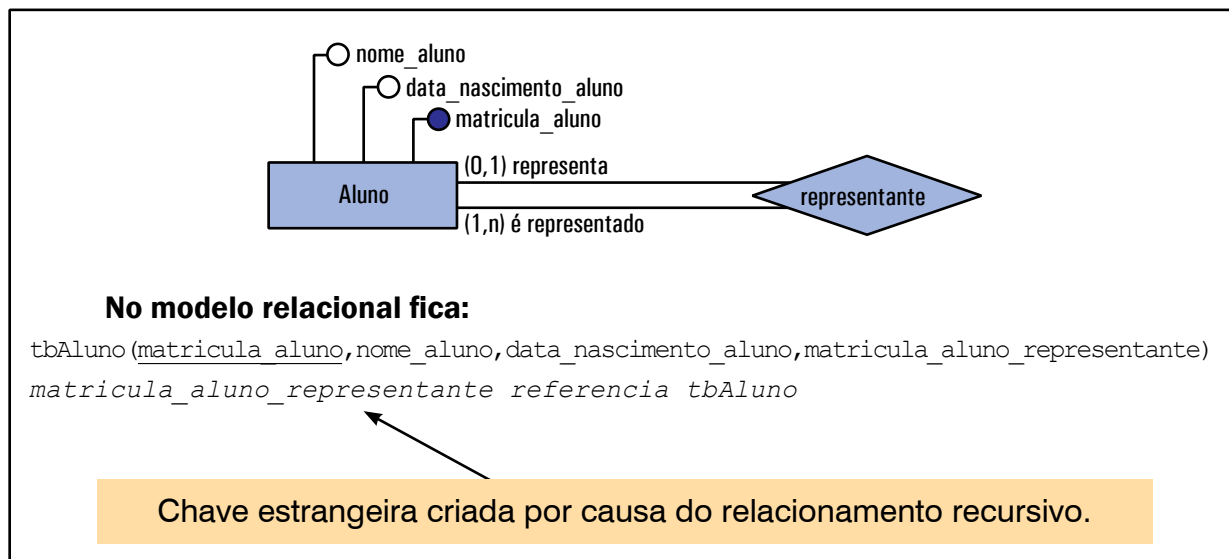 nome_aluno
data_nascimento_aluno
matricula_aluno
(0,1) representa
Aluno
representante
(1,n) é representado
No modelo relacional fica:
tbAluno(matricula_aluno,nome_aluno,data_nascimento_aluno,matricula_aluno_representante)
matricula_aluno_representante referencia tbAluno
Chave estrangeira criada por causa do relacionamento recursivo.